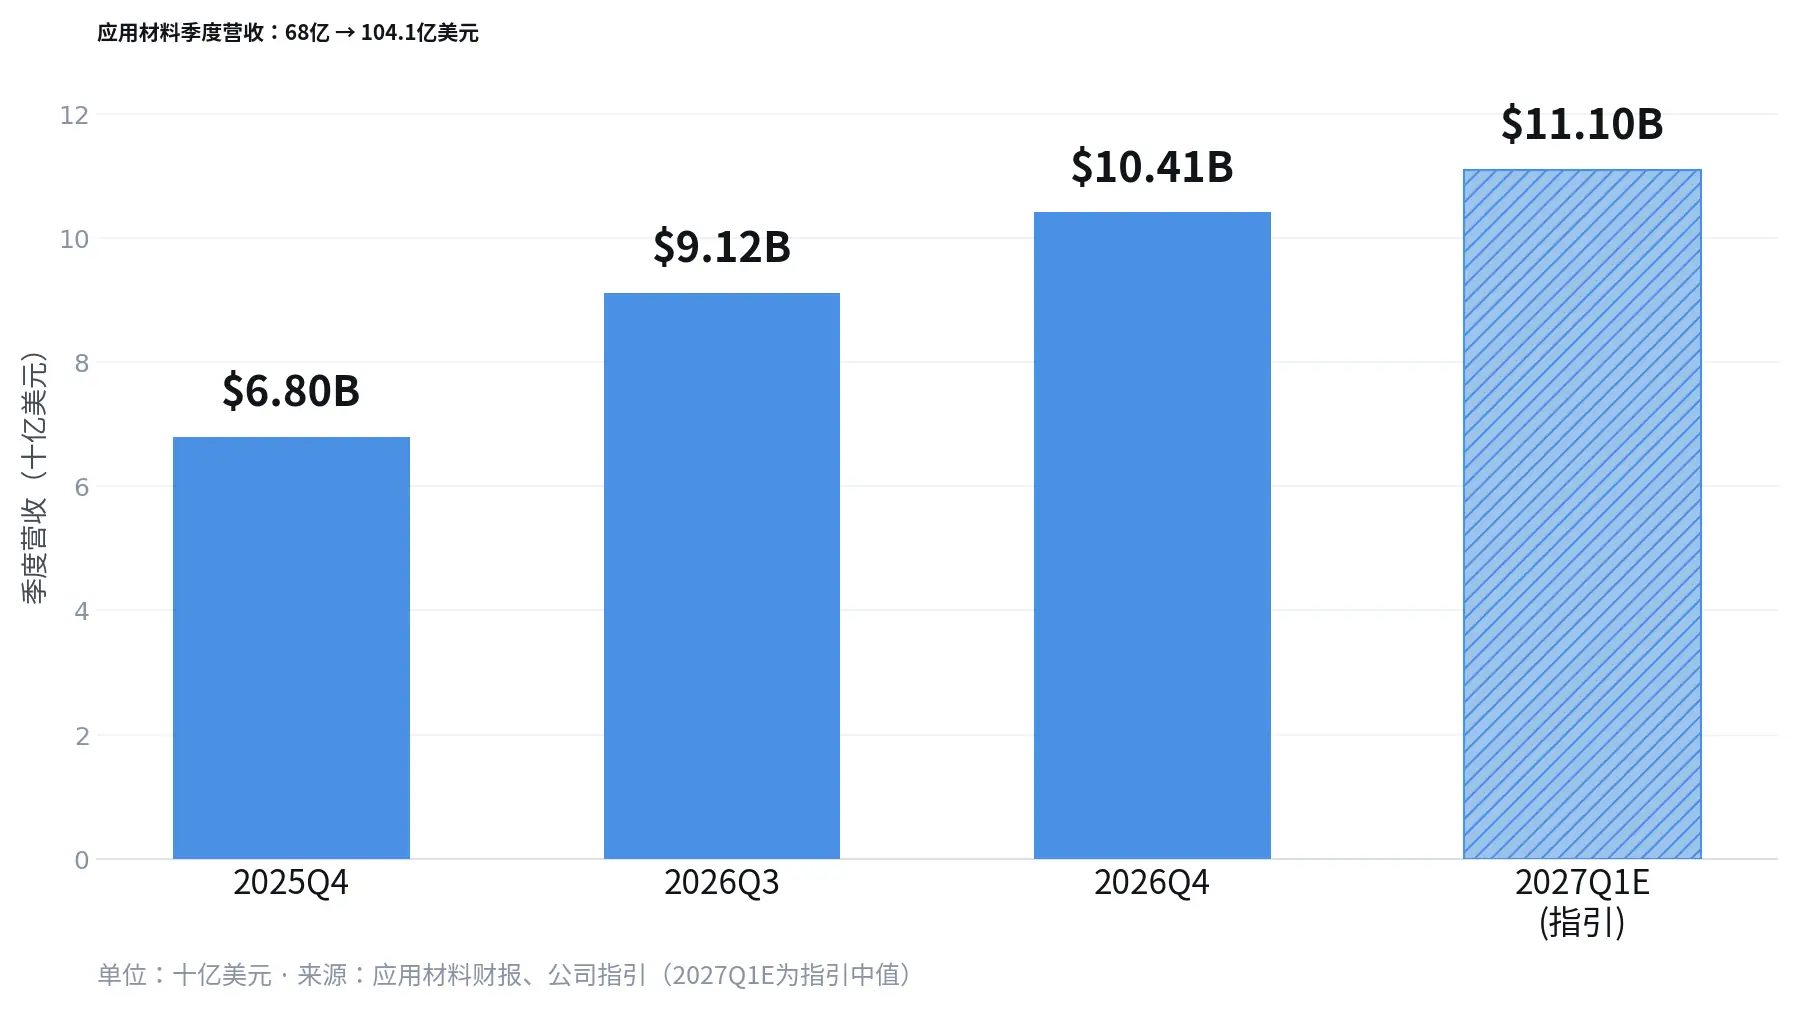 应用材料季度营收：68亿 → 104.1亿美元
季度营收（十亿美元）
12
10
8
6
4
2
0
$6.80B
$9.12B
$10.41B
$11.10B
2025Q4
2026Q3
2026Q4
2027Q1E
(指引)
单位：十亿美元 · 来源：应用材料财报、公司指引（2027Q1E为指引中值）